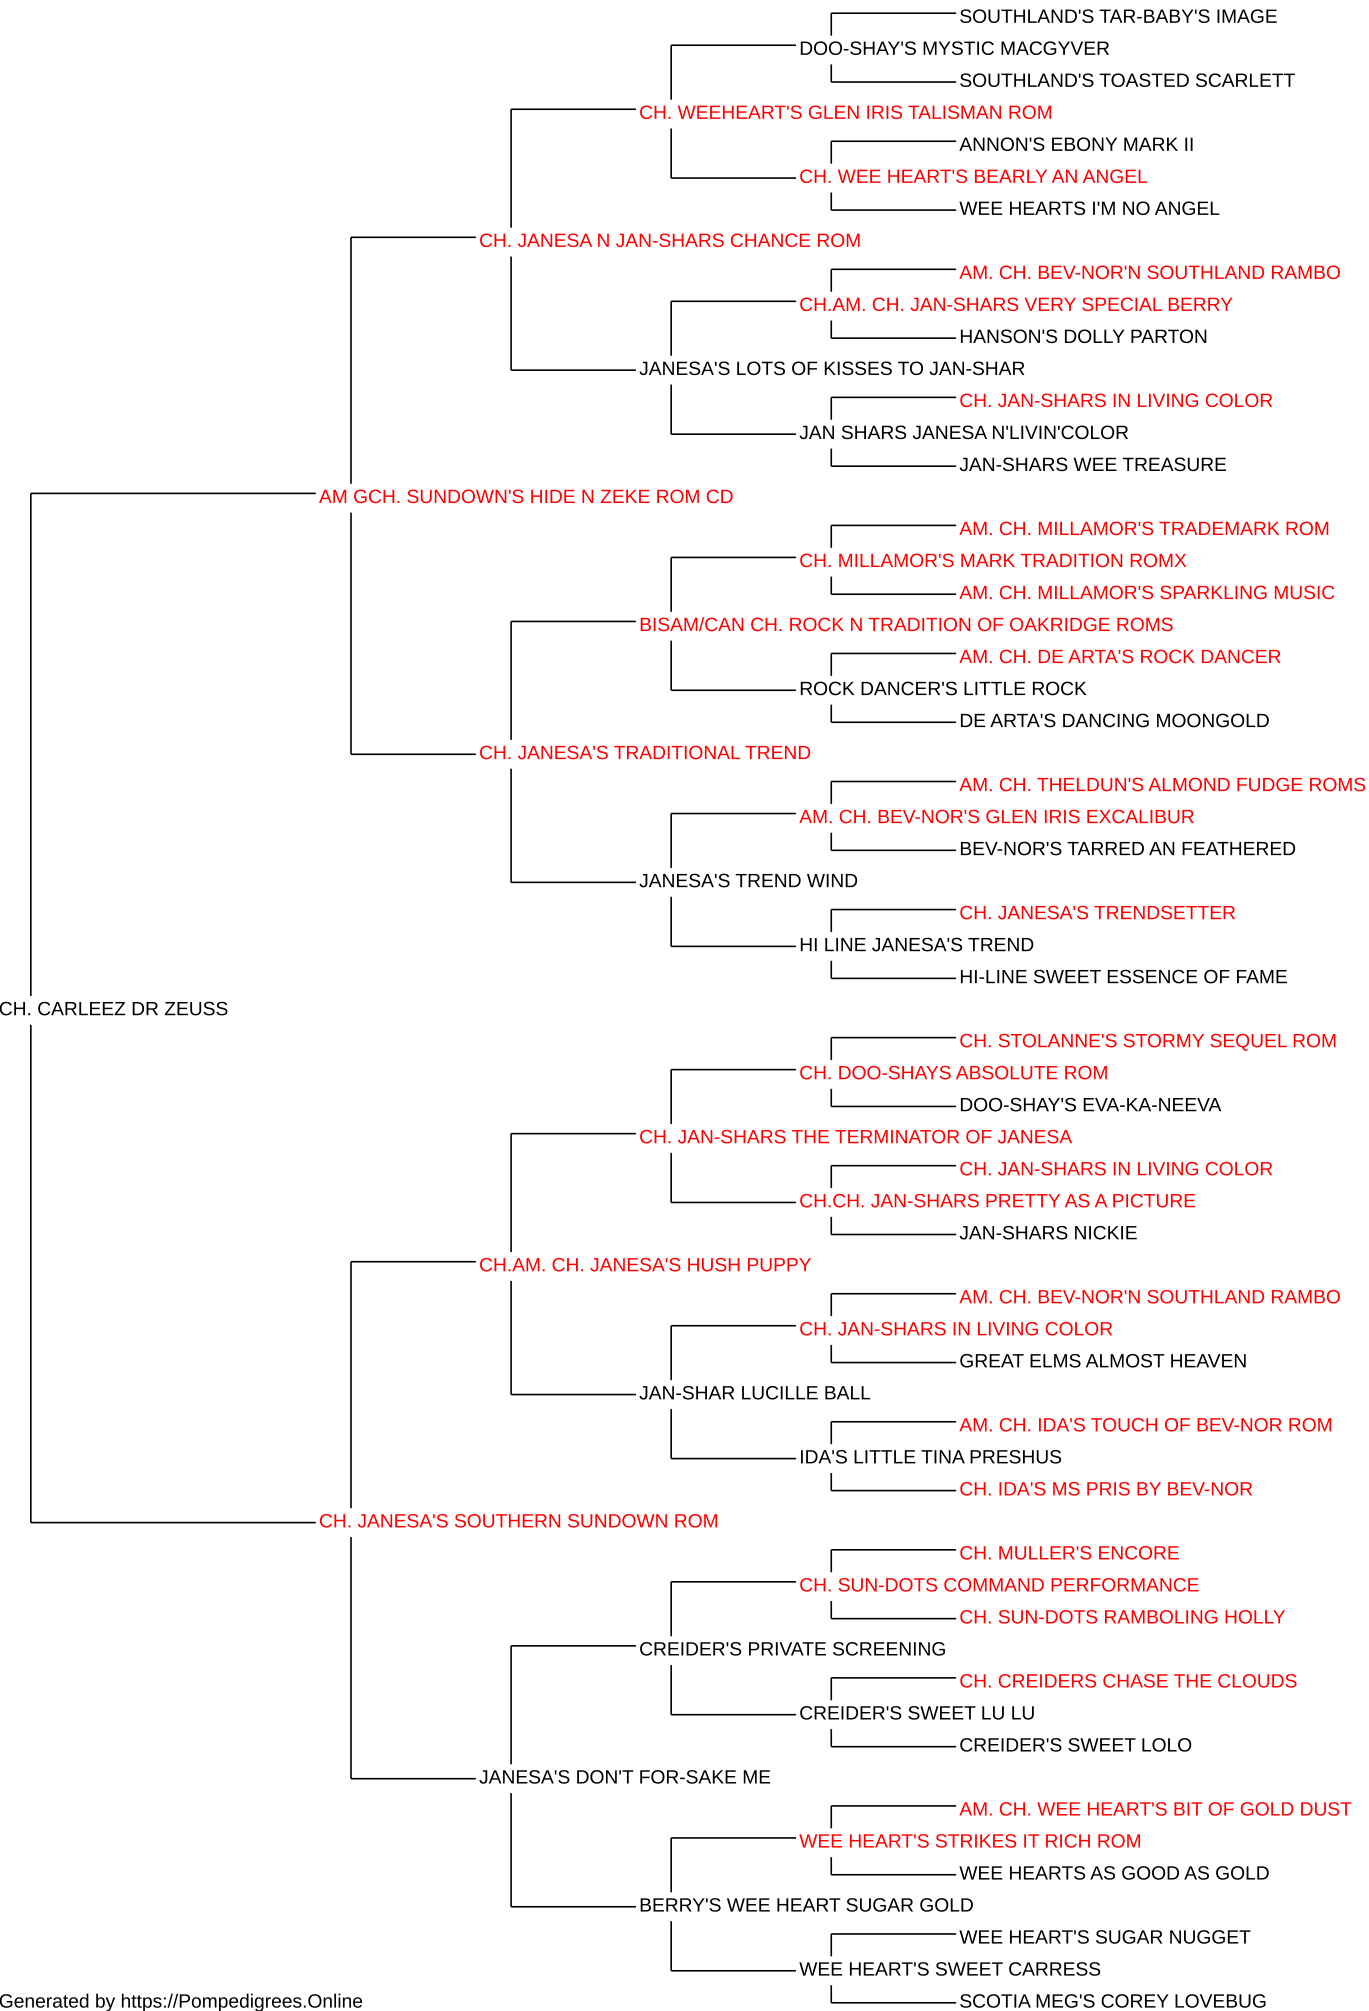 SOUTHLAND'S TAR-BABY'S IMAGE
DOO-SHAY'S MYSTIC MACGYVER
SOUTHLAND'S TOASTED SCARLETT
CH. WEEHEART'S GLEN IRIS TALISMAN ROM
ANNON'S EBONY MARK II
CH. WEE HEART'S BEARLY AN ANGEL
WEE HEARTS I'M NO ANGEL
CH. JANESA N JAN-SHARS CHANCE ROM
AM. CH. BEV-NOR'N SOUTHLAND RAMBO
CH.AM. CH. JAN-SHARS VERY SPECIAL BERRY
HANSON'S DOLLY PARTON
JANESA'S LOTS OF KISSES TO JAN-SHAR
CH. JAN-SHARS IN LIVING COLOR
JAN SHARS JANESA N'LIVIN'COLOR
JAN-SHARS WEE TREASURE
AM GCH. SUNDOWN'S HIDE N ZEKE ROM CD
AM. CH. MILLAMOR'S TRADEMARK ROM
CH. MILLAMOR'S MARK TRADITION ROMX
AM. CH. MILLAMOR'S SPARKLING MUSIC
BISAM/CAN CH. ROCK N TRADITION OF OAKRIDGE ROMS
AM. CH. DE ARTA'S ROCK DANCER
ROCK DANCER'S LITTLE ROCK
DE ARTA'S DANCING MOONGOLD
CH. JANESA'S TRADITIONAL TREND
AM. CH. THELDUN'S ALMOND FUDGE ROMS
AM. CH. BEV-NOR'S GLEN IRIS EXCALIBUR
BEV-NOR'S TARRED AN FEATHERED
JANESA'S TREND WIND
CH. JANESA'S TRENDSETTER
HI LINE JANESA'S TREND
HI-LINE SWEET ESSENCE OF FAME
CH. CARLEEZ DR ZEUSS
CH. STOLANNE'S STORMY SEQUEL ROM
CH. DOO-SHAYS ABSOLUTE ROM
DOO-SHAY'S EVA-KA-NEEVA
CH. JAN-SHARS THE TERMINATOR OF JANESA
CH. JAN-SHARS IN LIVING COLOR
CH.CH. JAN-SHARS PRETTY AS A PICTURE
JAN-SHARS NICKIE
CH.AM. CH. JANESA'S HUSH PUPPY
AM. CH. BEV-NOR'N SOUTHLAND RAMBO
CH. JAN-SHARS IN LIVING COLOR
GREAT ELMS ALMOST HEAVEN
JAN-SHAR LUCILLE BALL
AM. CH. IDA'S TOUCH OF BEV-NOR ROM
IDA'S LITTLE TINA PRESHUS
CH. IDA'S MS PRIS BY BEV-NOR
CH. JANESA'S SOUTHERN SUNDOWN ROM
CH. MULLER'S ENCORE
CH. SUN-DOTS COMMAND PERFORMANCE
CH. SUN-DOTS RAMBOLING HOLLY
CREIDER'S PRIVATE SCREENING
CH. CREIDERS CHASE THE CLOUDS
CREIDER'S SWEET LU LU
CREIDER'S SWEET LOLO
JANESA'S DON'T FOR-SAKE ME
AM. CH. WEE HEART'S BIT OF GOLD DUST
WEE HEART'S STRIKES IT RICH ROM
WEE HEARTS AS GOOD AS GOLD
BERRY'S WEE HEART SUGAR GOLD
WEE HEART'S SUGAR NUGGET
WEE HEART'S SWEET CARRESS
SCOTIA MEG'S COREY LOVEBUG
Generated by https://Pompedigrees.Online